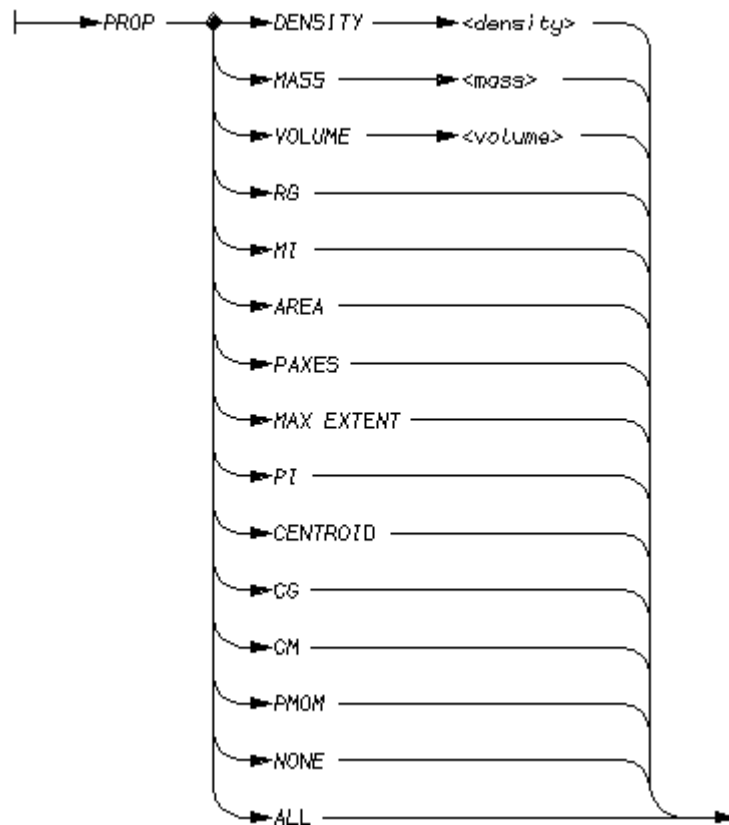 PROP DENSITY <density>
MASS <mass>
VOLUME <volume>
RG
MI
AREA
PAXES
MAX EXTENT
PI
CENTROID
CG
CM
PMOM
NONE
ALL